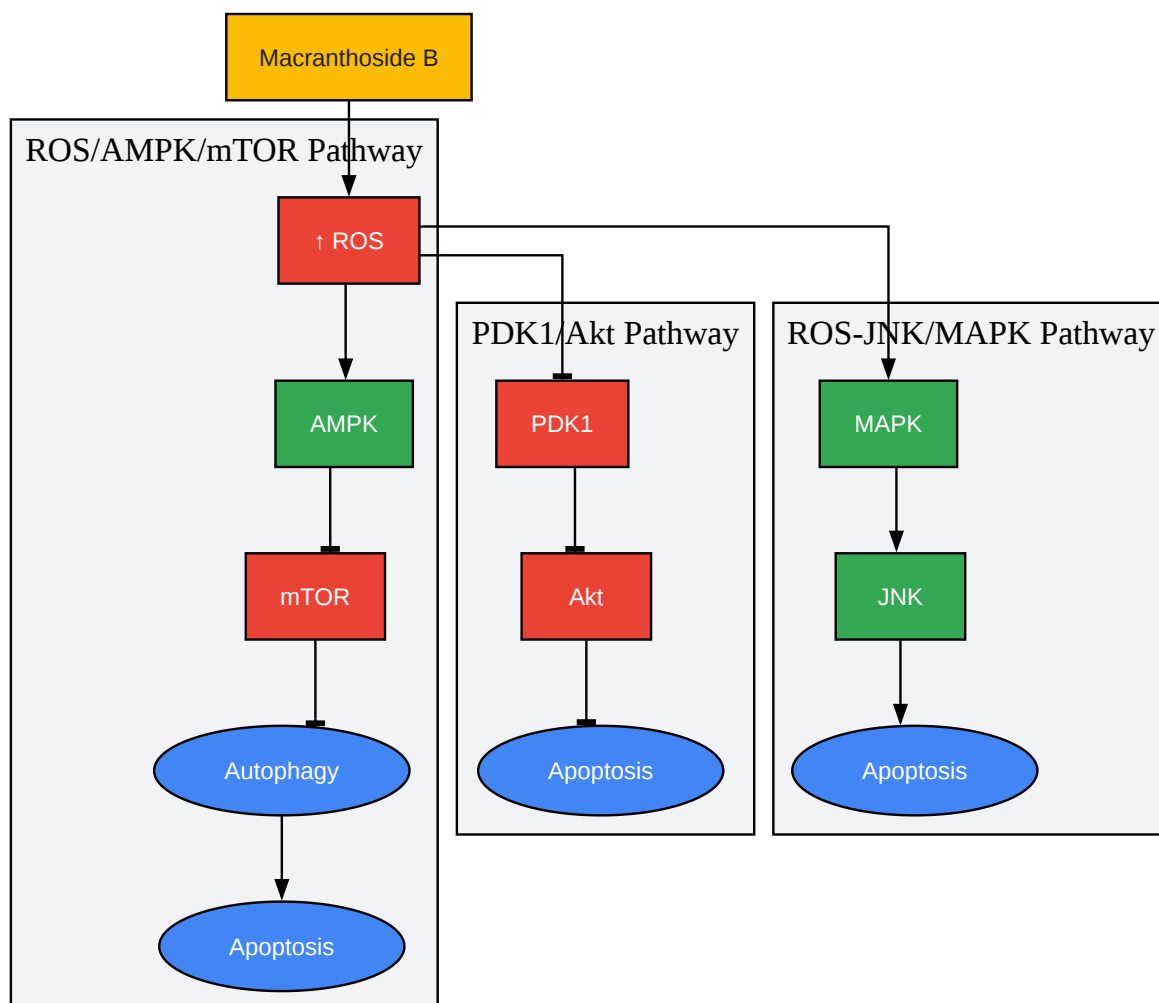 Macranthoside B
ROS/AMPK/mTOR Pathway
↑ ROS
AMPK
mTOR
Autophagy
Apoptosis
PDK1/Akt Pathway
PDK1
Akt
Apoptosis
ROS-JNK/MAPK Pathway
MAPK
JNK
Apoptosis